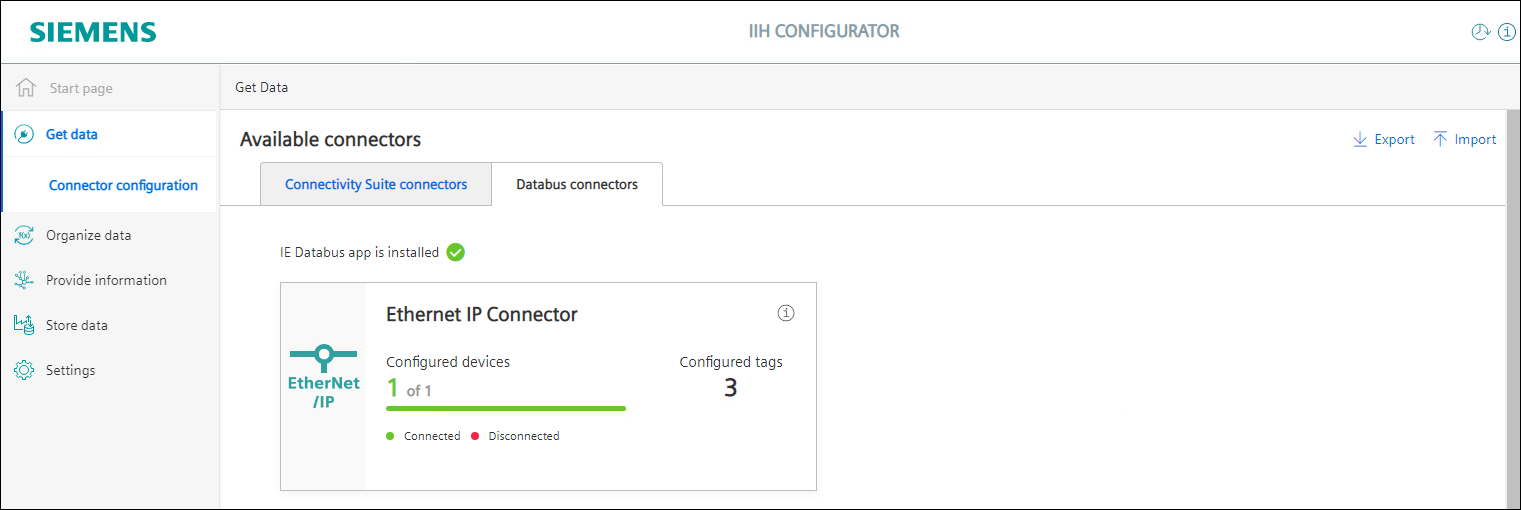 SIEMENS
IIH CONFIGURATOR
Start page
Get Data
Get data
Available connectors
Export
Import
Connector configuration
Connectivity Suite connectors
Databus connectors
Organize data
IE Databus app is installed
Provide information
Store data
Settings
EtherNet
/IP
Ethernet IP Connector
Configured devices
Configured tags
1 of 1
3
Connected
Disconnected